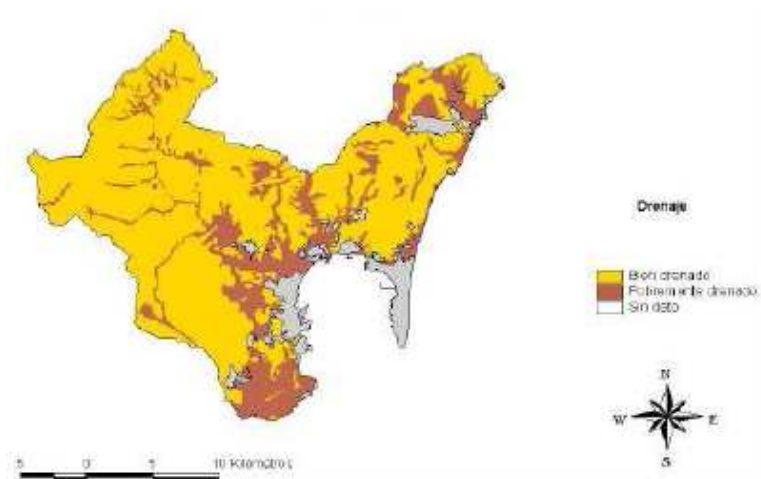 Drenaje
Bien drenado
Pobremente drenado
Sin dato
N
W E
S
5 0 5 10 Kilometros